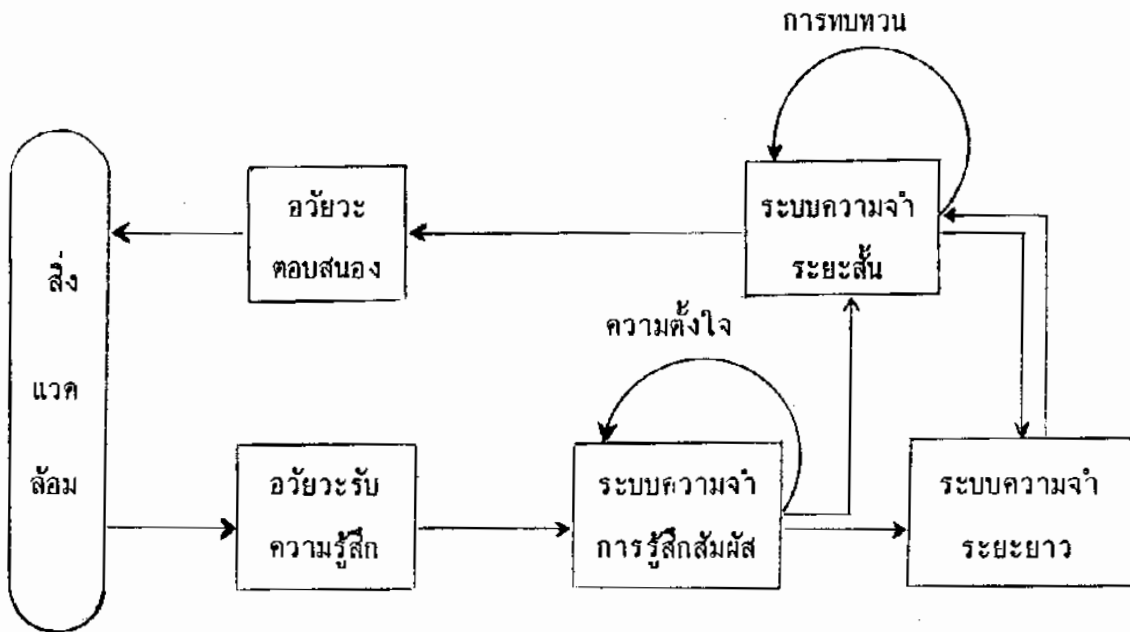 การทบทวน
สิ่ง
แวด
ล้อม
อวัยวะ
ตอบสนอง
ระบบความจำ
ระยะสั้น
ความตั้งใจ
อวัยวะรับ
ความรู้สึก
ระบบความจำ
การรู้สึกสัมผัส
ระบบความจำ
ระยะยาว